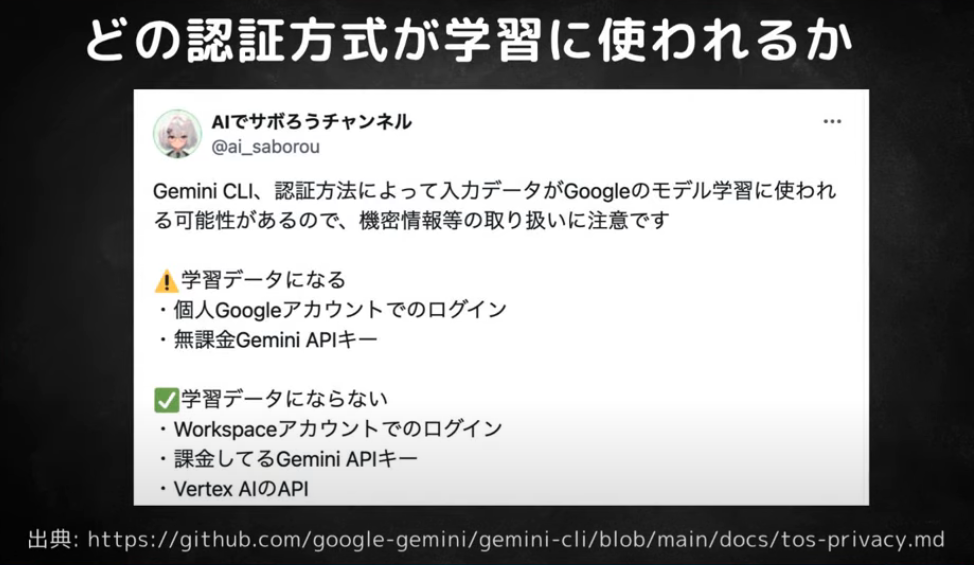 どの認証方式が学習に使われるか
AIでサボろうチャンネル
@ai_saborou
Gemini CLI、認証方法によって入力データがGoogleのモデル学習に使われ
る可能性があるので、機密情報等の取り扱いに注意です
⚠️学習データになる
・個人Googleアカウントでのログイン
・無課金Gemini APIキー
✅学習データにならない
・Workspaceアカウントでのログイン
・課金してるGemini APIキー
・Vertex AIのAPI
出典: https://github.com/google-gemini/gemini-cli/blob/main/docs/tos-privacy.md